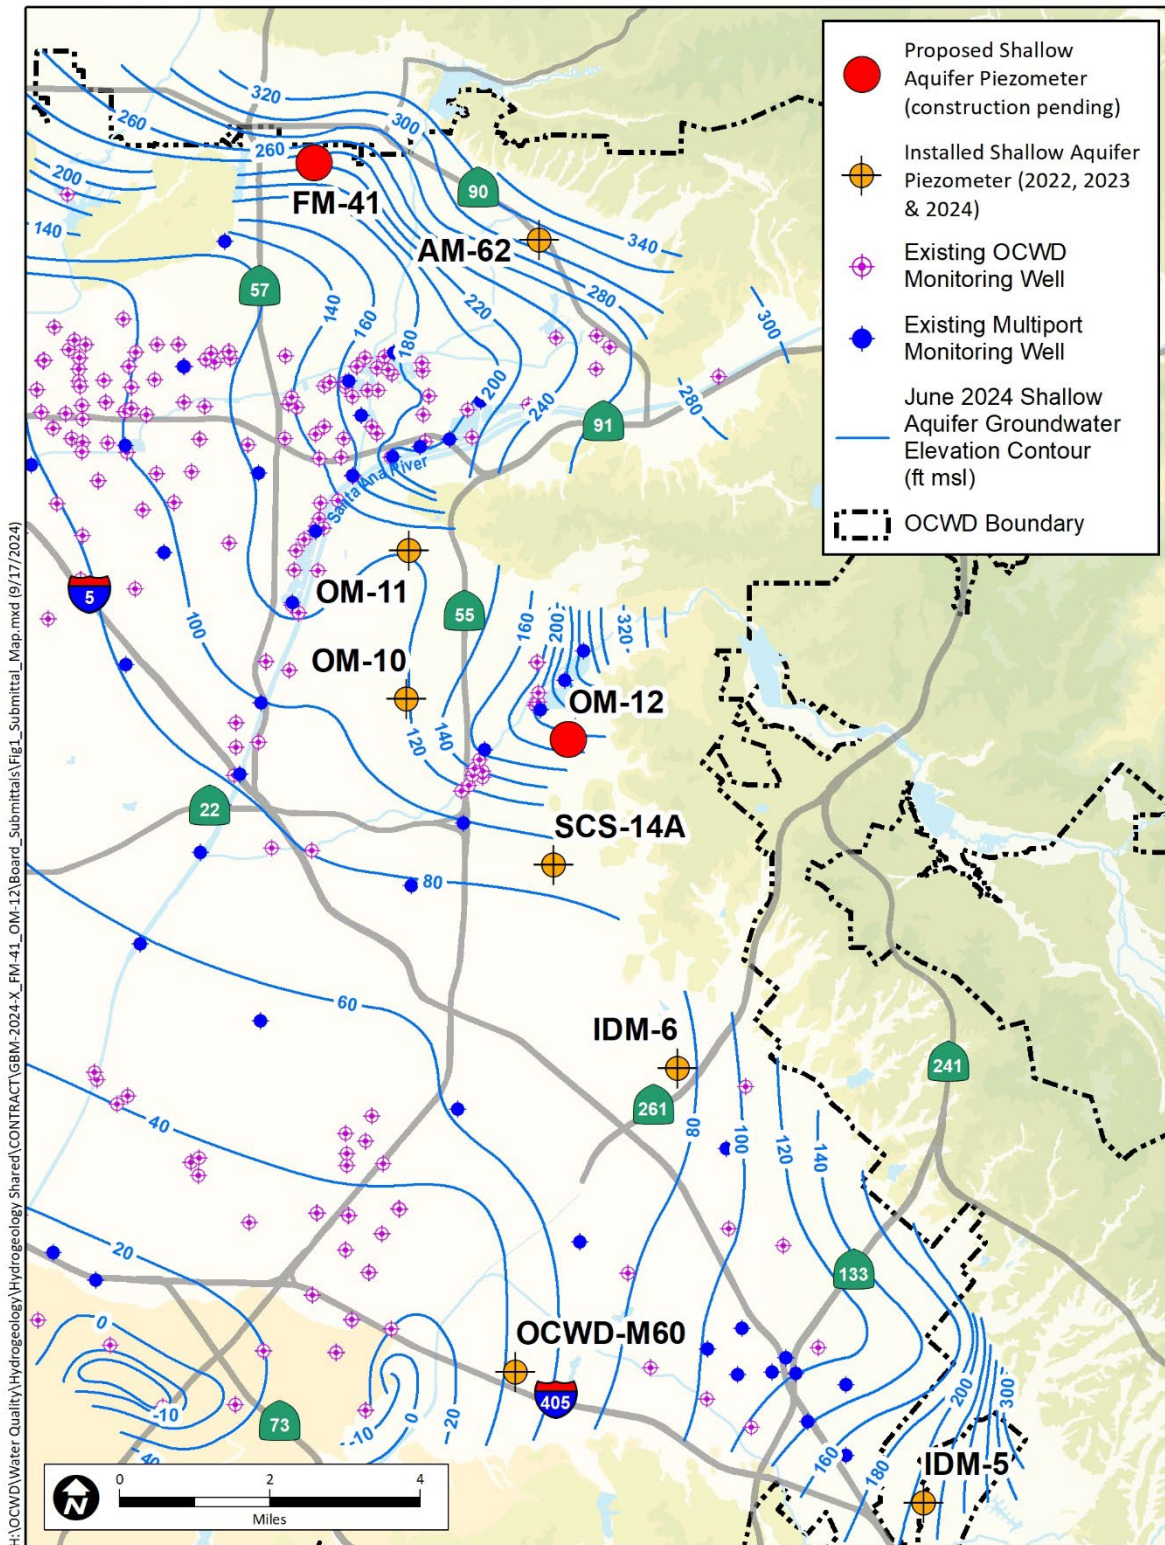 Proposed Shallow
Aquifer Piezometer
(construction pending)
Installed Shallow Aquifer
Piezometer (2022, 2023
& 2024)
Existing OCWD
Monitoring Well
Existing Multiport
Monitoring Well
June 2024 Shallow
Aquifer Groundwater
Elevation Contour
(ft msl)
OCWD Boundary
320
260
300
260
200
90
FM-41
140
AM-62
340
57
280
140
220
160
300
180
200
240
280
91
Santa Ana River
5
OM-11
55
100
160
200
320
OM-10
OM-12
120
140
22
SCS-14A
80
60
IDM-6
241
261
40
80
100
120
140
20
133
0
OCWD-M60
200
300
-10
73
-10
0
20
405
160
180
IDM-5
40
N
0
2
4
Miles
H:\OCWD\Water Quality\Hydrogeology\Hydrogeology Shared\CONTRACT\GBM-2024-X_FM-41_OM-12\Board_Submittals\Fig1_Submittal_Map.mxd (9/17/2024)